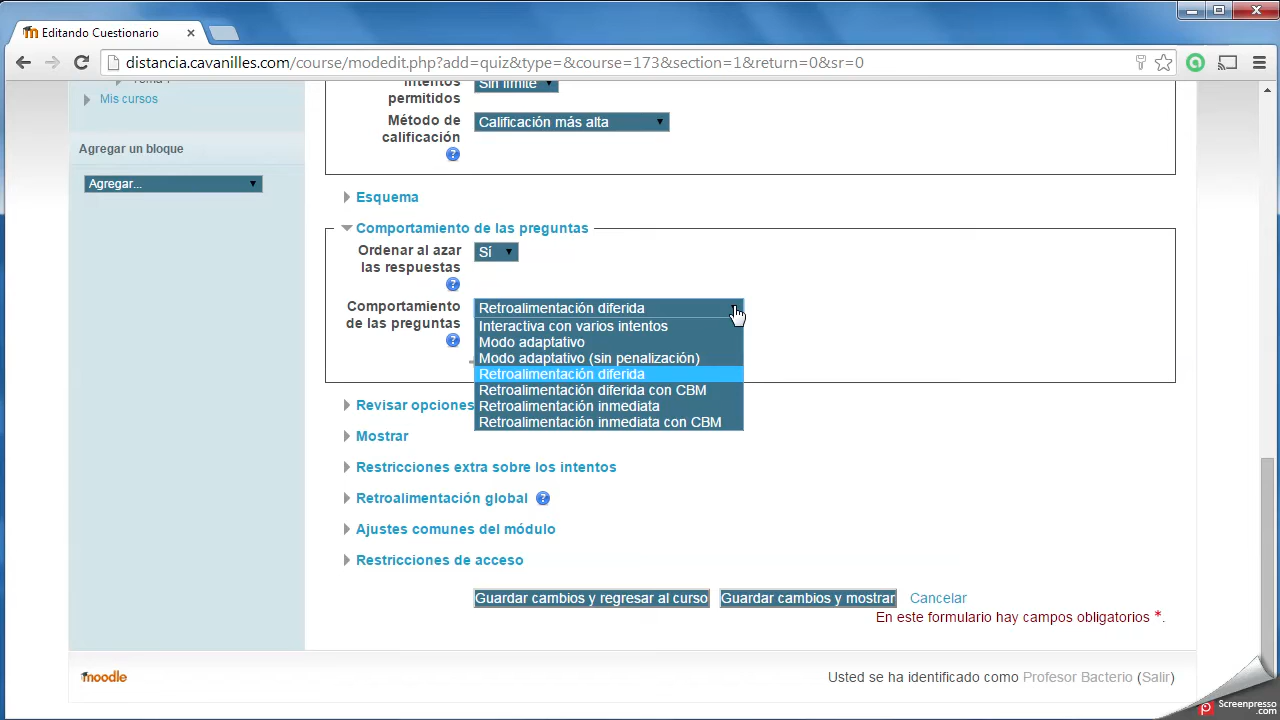 Editando Cuestionario
distancia.cavanilles.com/course/modedit.php?add=quiz&type=&course=173&section=1&return=0&sr=0
Mis cursos
Agregar un bloque
Agregar...
Intentos permitidos
Sin límite
Método de calificación
Calificación más alta
Esquema
Comportamiento de las preguntas
Ordenar al azar las respuestas
Sí
Comportamiento de las preguntas
Retroalimentación diferida
Interactiva con varios intentos
Modo adaptativo
Modo adaptativo (sin penalización)
Retroalimentación diferida
Retroalimentación diferida con CBM
Retroalimentación inmediata
Retroalimentación inmediata con CBM
Revisar opciones
Mostrar
Restricciones extra sobre los intentos
Retroalimentación global
Ajustes comunes del módulo
Restricciones de acceso
Guardar cambios y regresar al curso
Guardar cambios y mostrar
Cancelar
En este formulario hay campos obligatorios *.
moodle
Usted se ha identificado como Profesor Bacterio (Salir)
Screenpresso
.com